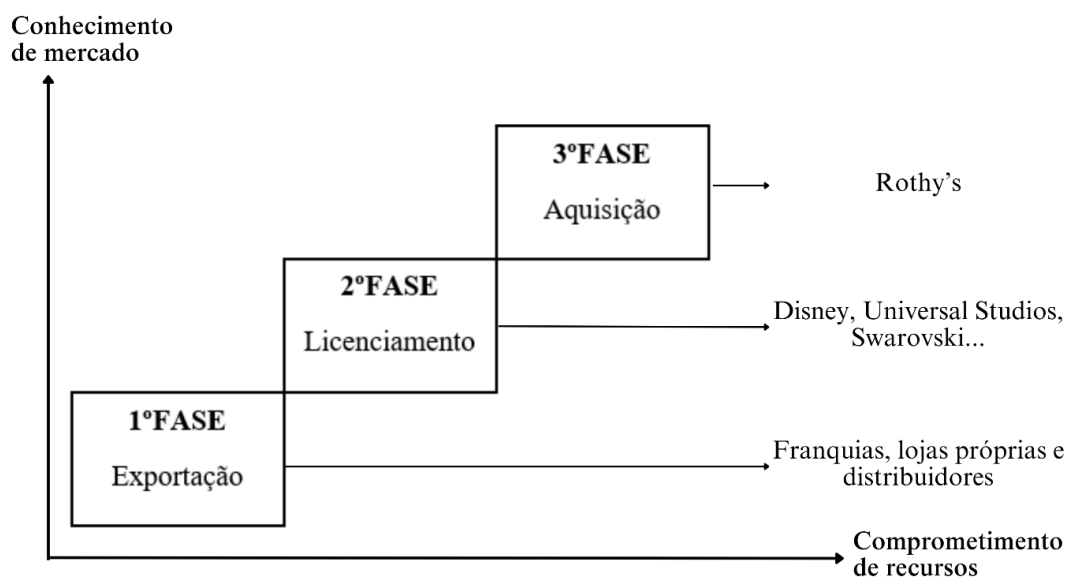 Conhecimento
de mercado
3ºFASE
Aquisição
Rothy's
2ºFASE
Licenciamento
Disney, Universal Studios,
Swarovski...
1ºFASE
Exportação
Franquias, lojas próprias e
distribuidores
Comprometimento
de recursos